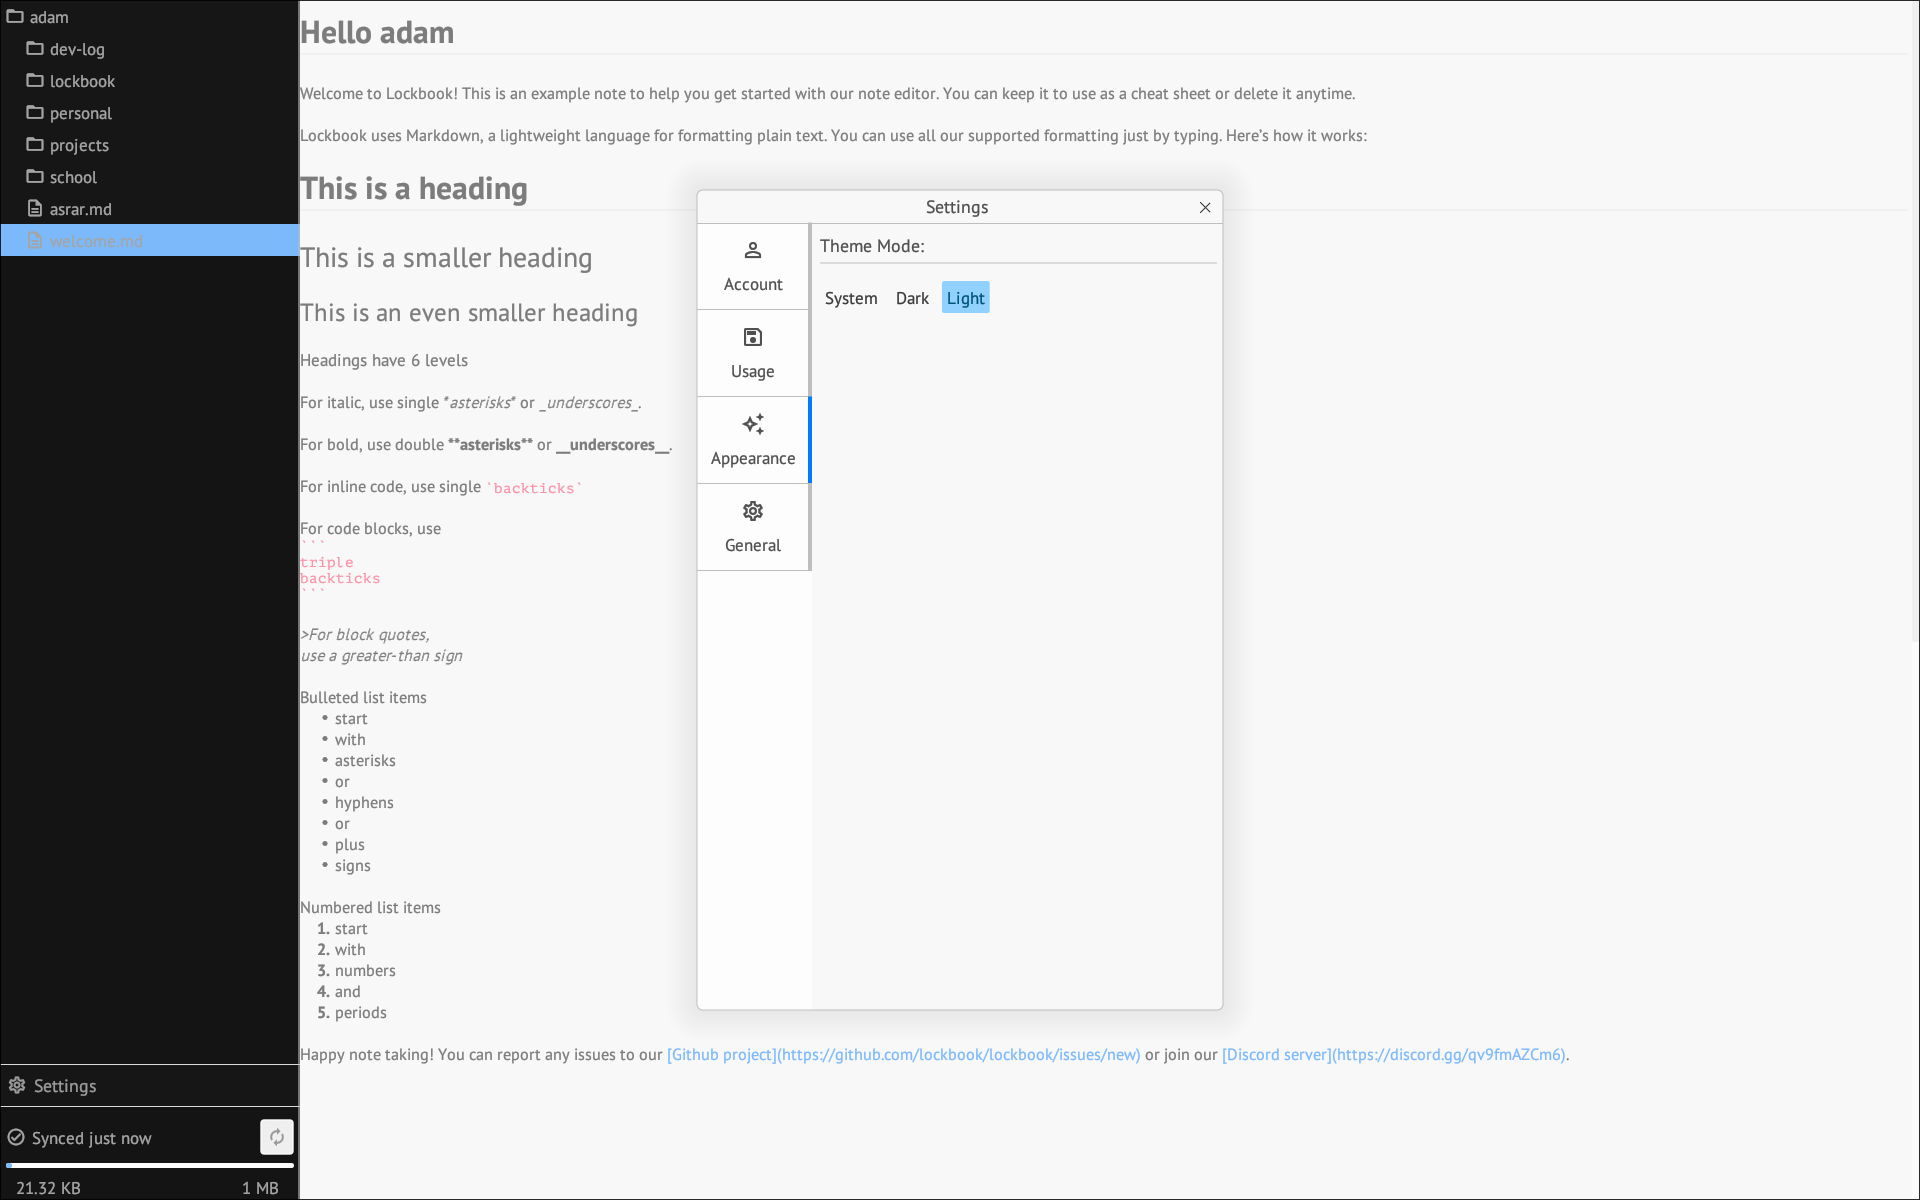 adam
dev-log
lockbook
personal
projects
school
asrar.md
welcome.md
Settings
Synced just now
21.32 KB
1 MB
Hello adam
Welcome to Lockbook! This is an example note to help you get started with our note editor. You can keep it to use as a cheat sheet or delete it anytime.
Lockbook uses Markdown, a lightweight language for formatting plain text. You can use all our supported formatting just by typing. Here's how it works:
This is a heading
This is a smaller heading
This is an even smaller heading
Headings have 6 levels
For italic, use single *asterisks* or _underscores_.
For bold, use double **asterisks** or __underscores__.
For inline code, use single `backticks`
For code blocks, use
```
triple
backticks
```
>For block quotes,
use a greater-than sign
Bulleted list items
• start
• with
• asterisks
• or
• hyphens
• or
• plus
• signs
Numbered list items
1. start
2. with
3. numbers
4. and
5. periods
Happy note taking! You can report any issues to our [Github project](https://github.com/lockbook/lockbook/issues/new) or join our [Discord server](https://discord.gg/qv9fmAZCm6).
Settings
Account
Usage
Appearance
General
Theme Mode:
System Dark Light